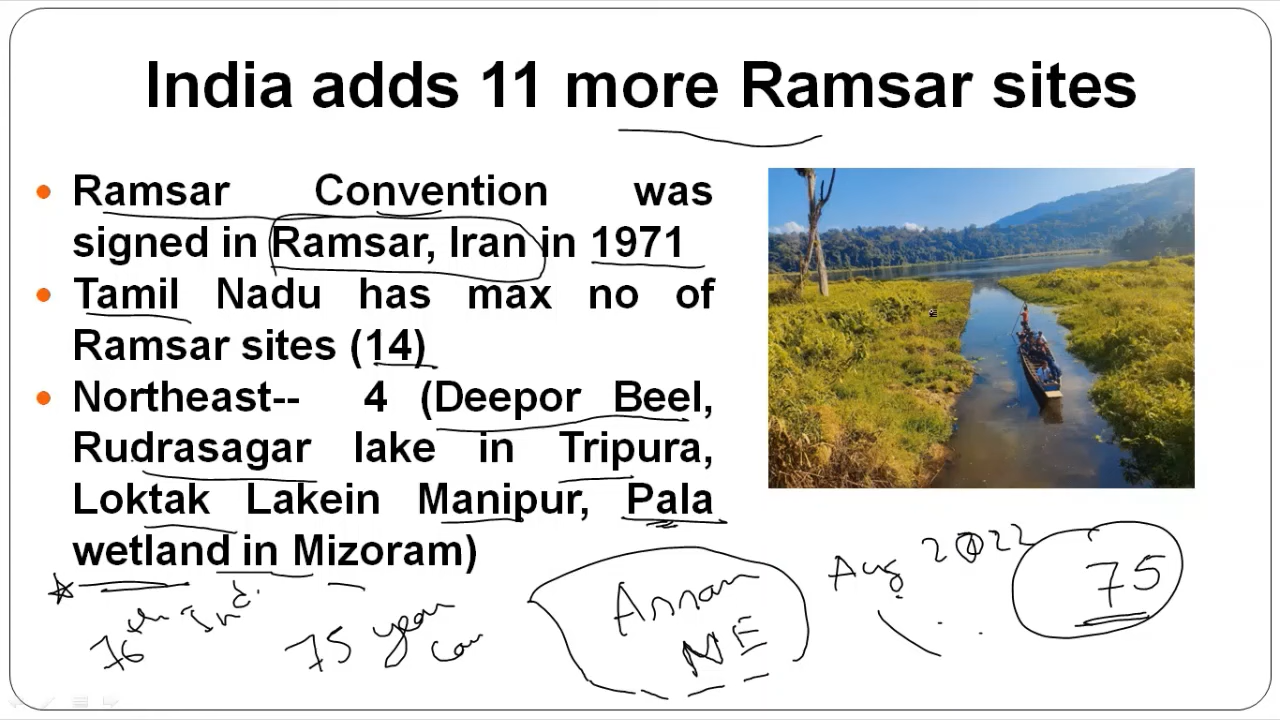 India adds 11 more Ramsar sites
• Ramsar Convention was
signed in Ramsar, Iran in 1971
• Tamil Nadu has max no of
Ramsar sites (14)
• Northeast-- 4 (Deepor Beel,
Rudrasagar lake in Tripura,
Loktak Lakein Manipur, Pala
wetland in Mizoram)
76th Ind.
75 year
Assam
NE
Aug 2022
75